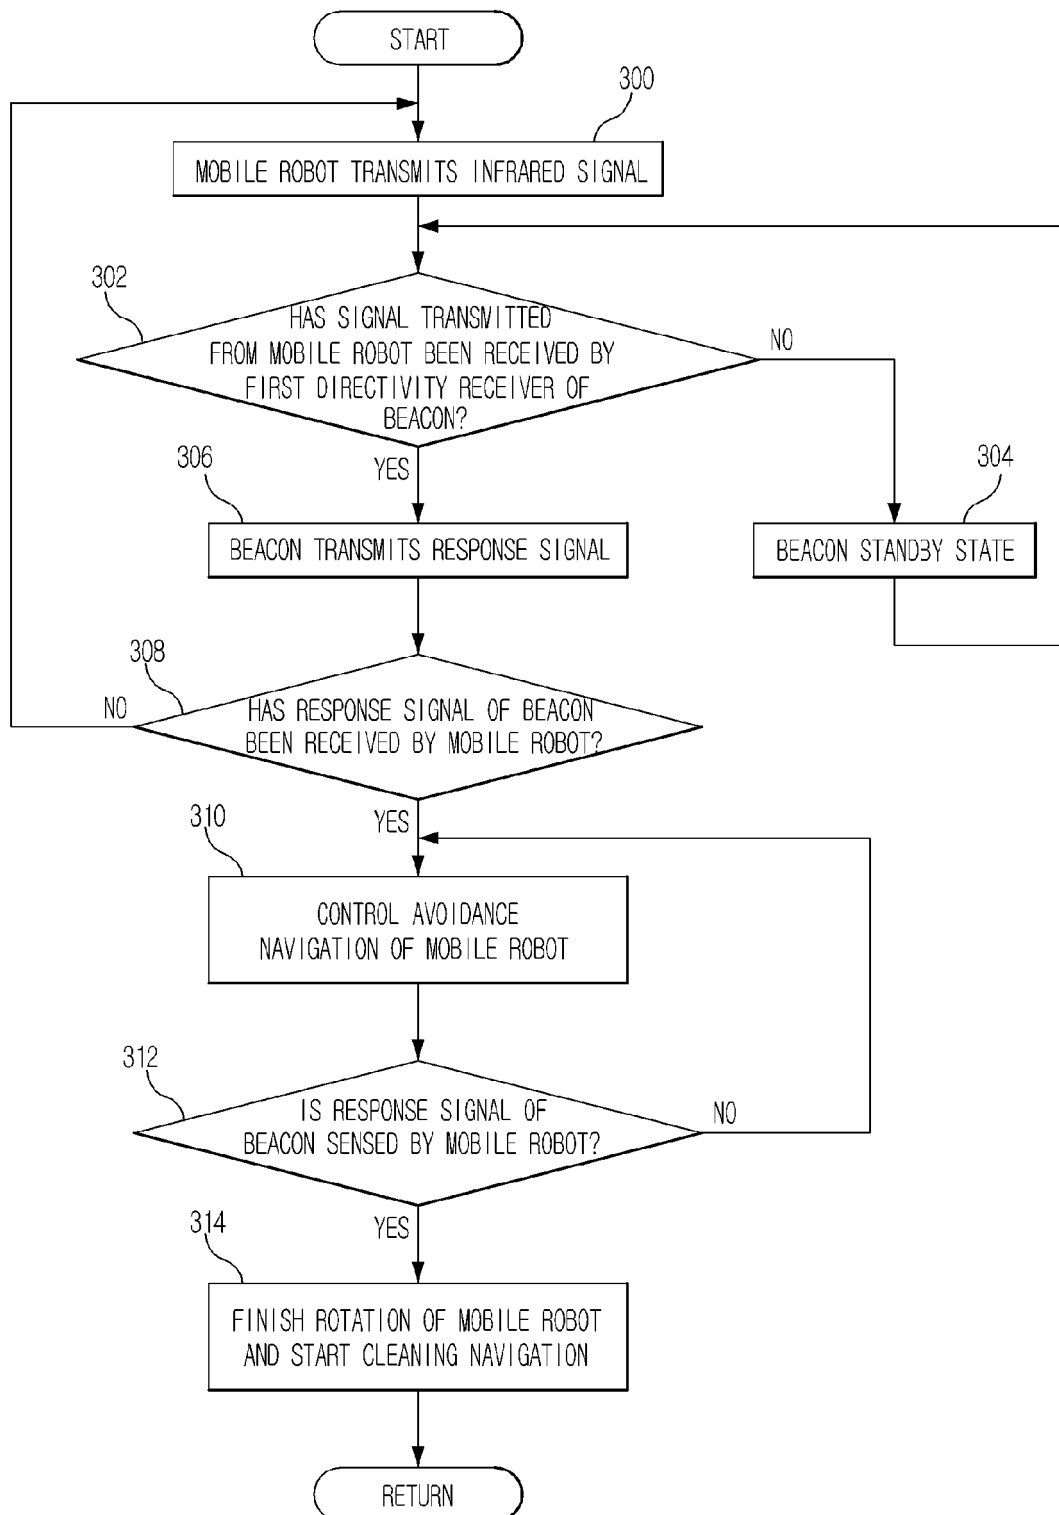 START
300
MOBILE ROBOT TRANSMITS INFRARED SIGNAL
302
HAS SIGNAL TRANSMITTED
FROM MOBILE ROBOT BEEN RECEIVED BY
FIRST DIRECTIVITY RECEIVER OF
BEACON?
NO
YES
306
BEACON TRANSMITS RESPONSE SIGNAL
304
BEACON STANDBY STATE
308
HAS RESPONSE SIGNAL OF BEACON
BEEN RECEIVED BY MOBILE ROBOT?
NO
YES
310
CONTROL AVOIDANCE
NAVIGATION OF MOBILE ROBOT
312
IS RESPONSE SIGNAL OF
BEACON SENSED BY MOBILE ROBOT?
NO
YES
314
FINISH ROTATION OF MOBILE ROBOT
AND START CLEANING NAVIGATION
RETURN